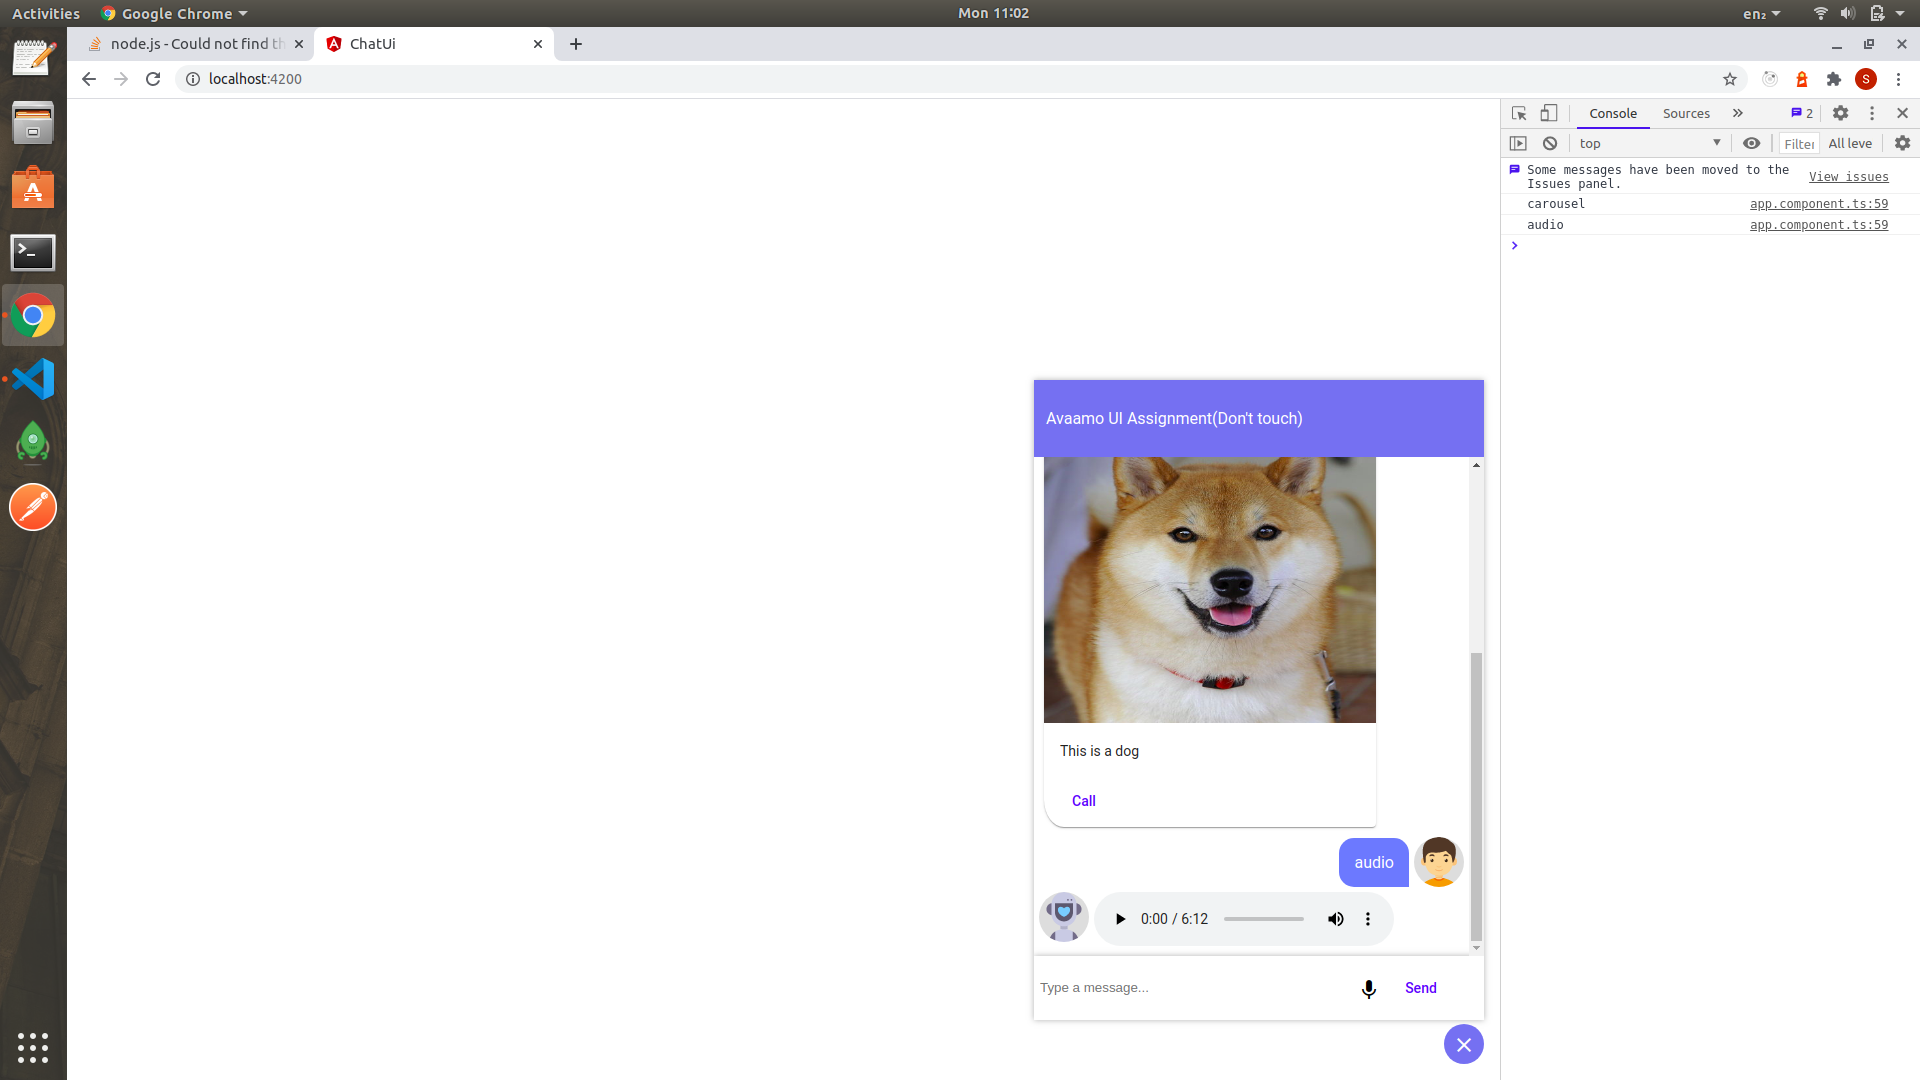 Activities
Google Chrome
Mon 11:02
en₂
node.js - Could not find th
ChatUi
localhost:4200
S
Console
Sources
2
top
Filter
All leve
Some messages have been moved to the
Issues panel.
View issues
carousel
app.component.ts:59
audio
app.component.ts:59
Avaamo UI Assignment(Don't touch)
This is a dog
Call
audio
0:00 / 6:12
Type a message...
Send